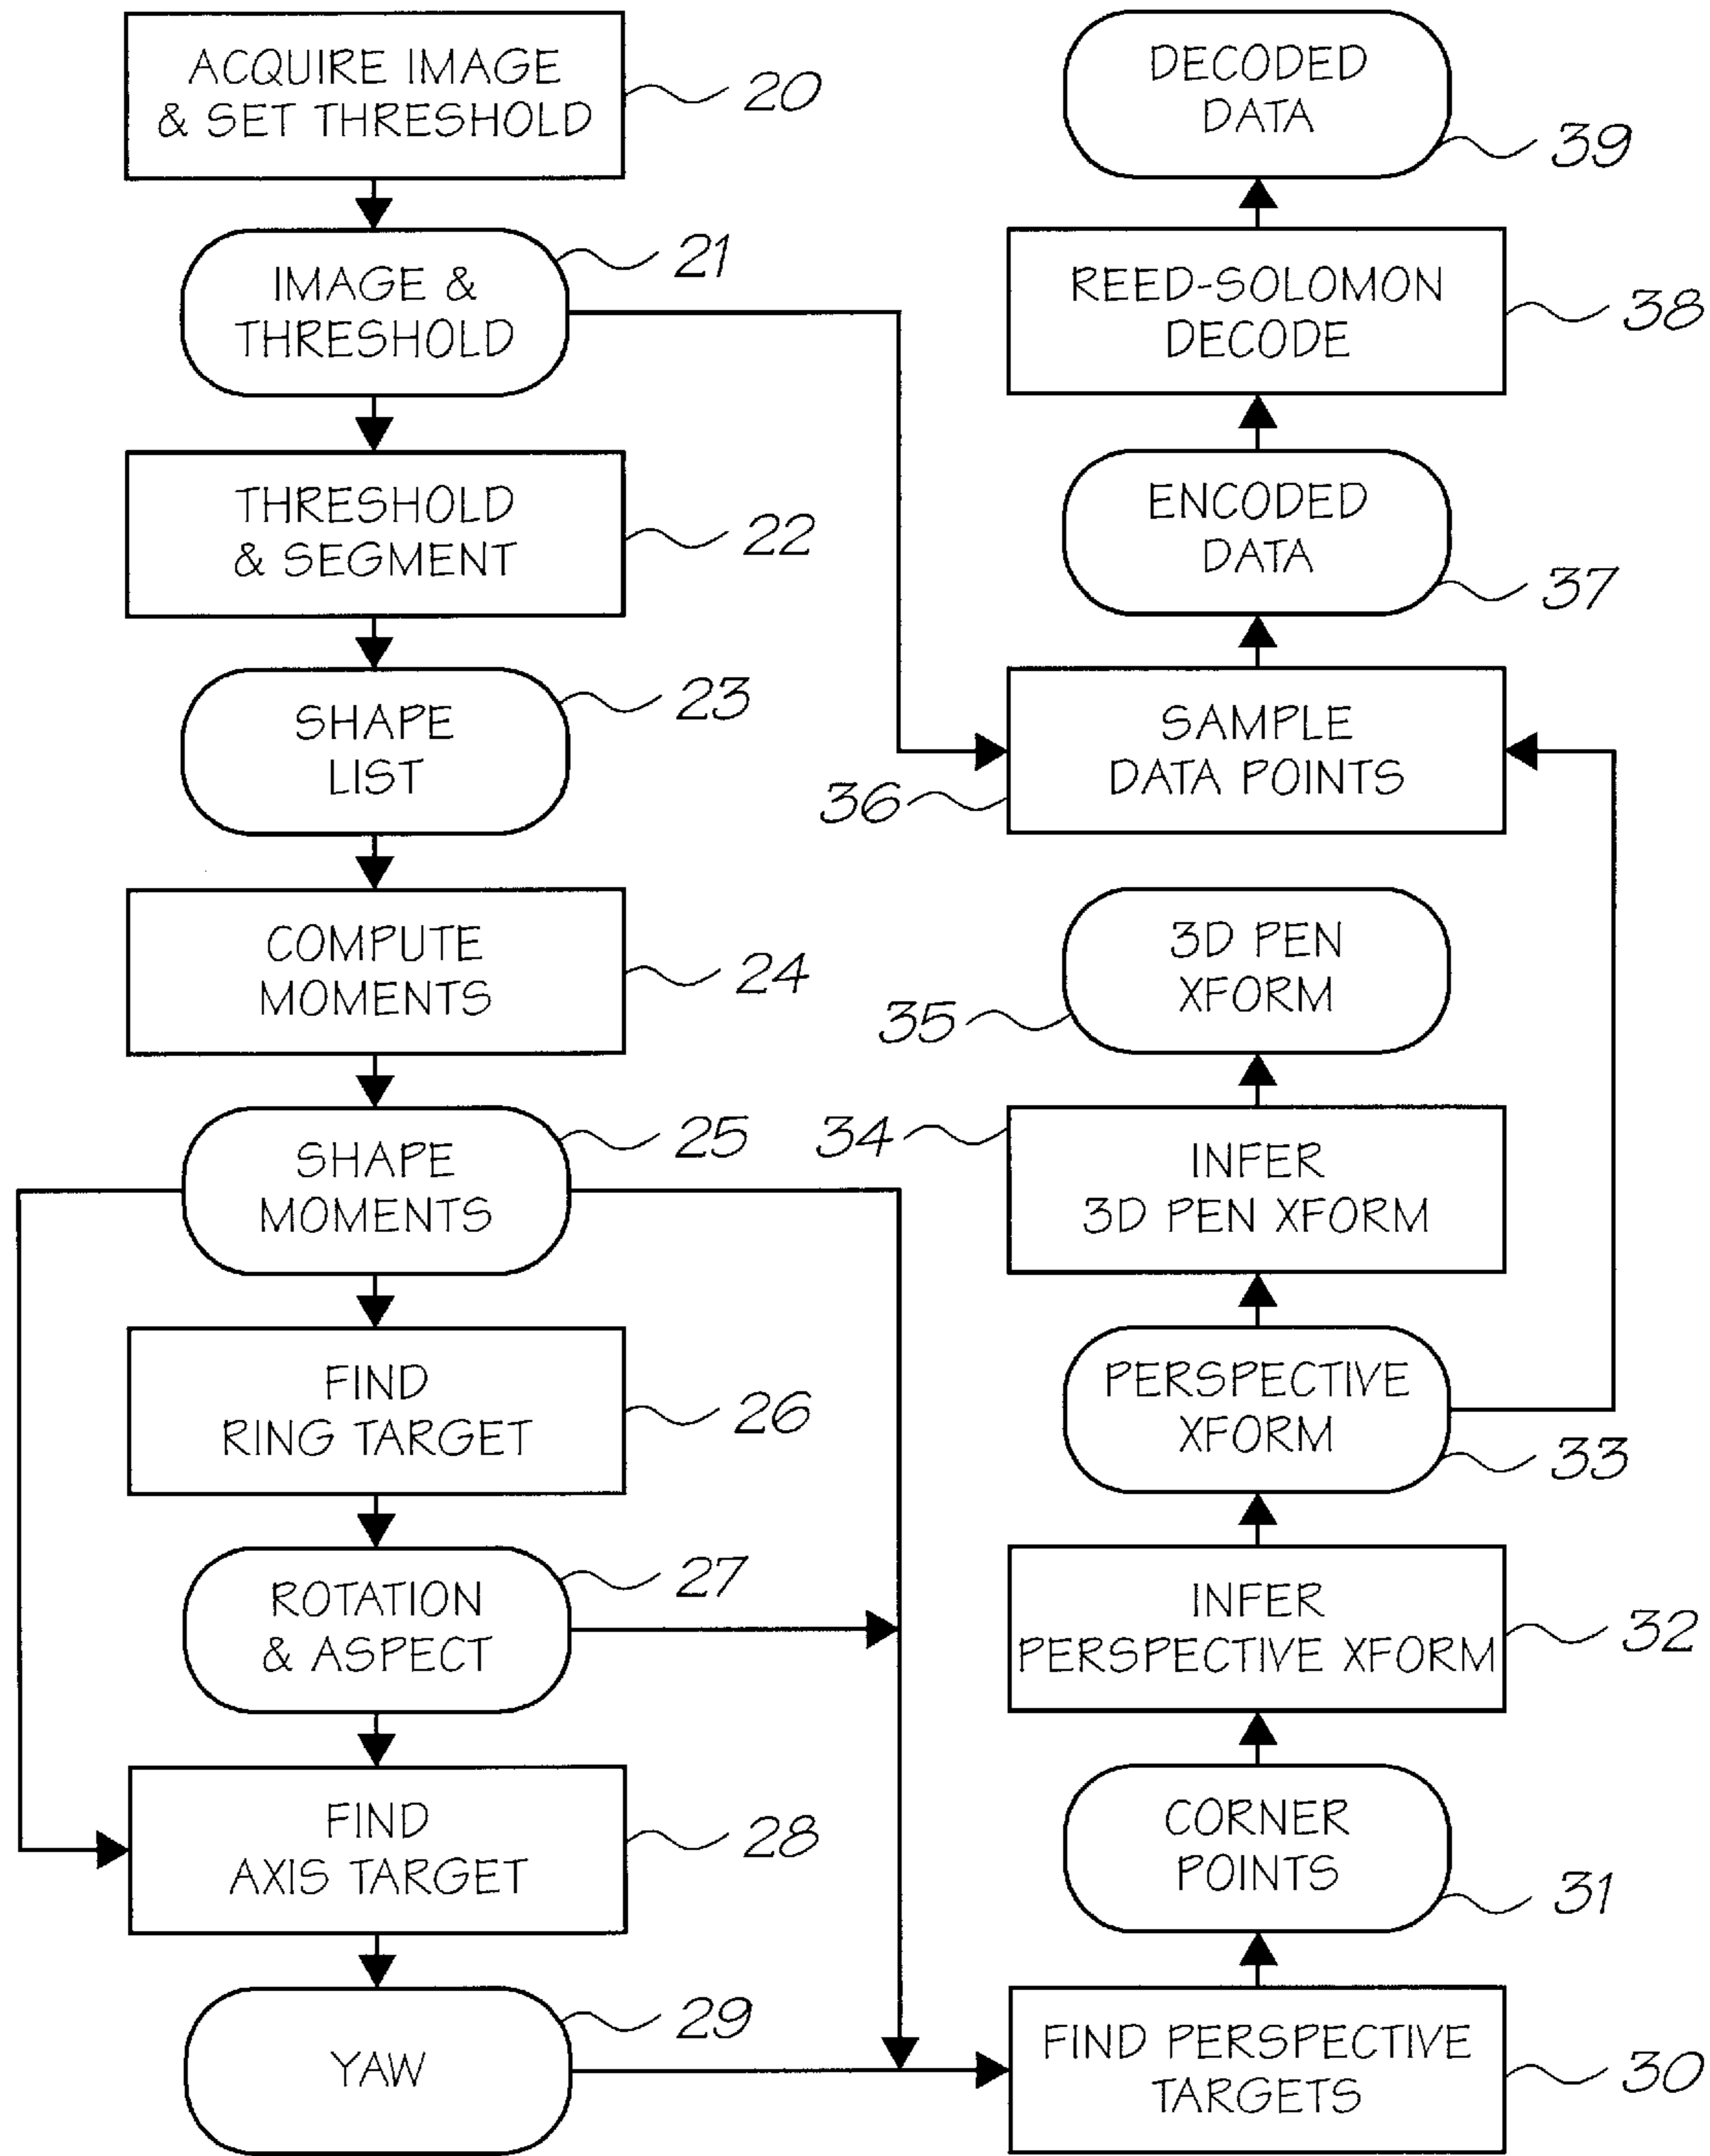 ACQUIRE IMAGE
& SET THRESHOLD
20
IMAGE &
THRESHOLD
21
THRESHOLD
& SEGMENT
22
SHAPE
LIST
23
COMPUTE
MOMENTS
24
SHAPE
MOMENTS
25
FIND
RING TARGET
26
ROTATION
& ASPECT
27
FIND
AXIS TARGET
28
YAW
29
DECODED
DATA
39
REED-SOLOMON
DECODE
38
ENCODED
DATA
37
SAMPLE
DATA POINTS
36
3D PEN
XFORM
35
INFER
3D PEN XFORM
34
PERSPECTIVE
XFORM
33
INFER
PERSPECTIVE XFORM
32
CORNER
POINTS
31
FIND PERSPECTIVE
TARGETS
30